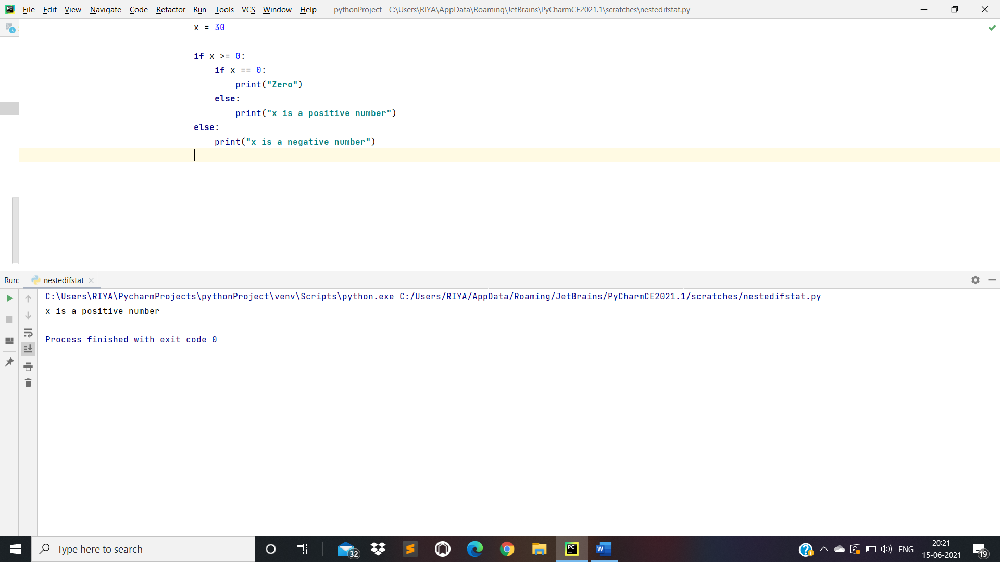 PC File Edit View Navigate Code Refactor Run Tools VCS Window Help pythonProject - C:\Users\RIYA\AppData\Roaming\JetBrains\PyCharmCE2021.1\scratches\nestedifstat.py
x = 30
if x >= 0:
    if x == 0:
        print("Zero")
    else:
        print("x is a positive number")
else:
    print("x is a negative number")
Run: nestedifstat
C:\Users\RIYA\PycharmProjects\pythonProject\venv\Scripts\python.exe C:/Users/RIYA/AppData/Roaming/JetBrains/PyCharmCE2021.1/scratches/nestedifstat.py
x is a positive number
Process finished with exit code 0
Type here to search 32 PC W ENG 20:21
15-06-2021 19